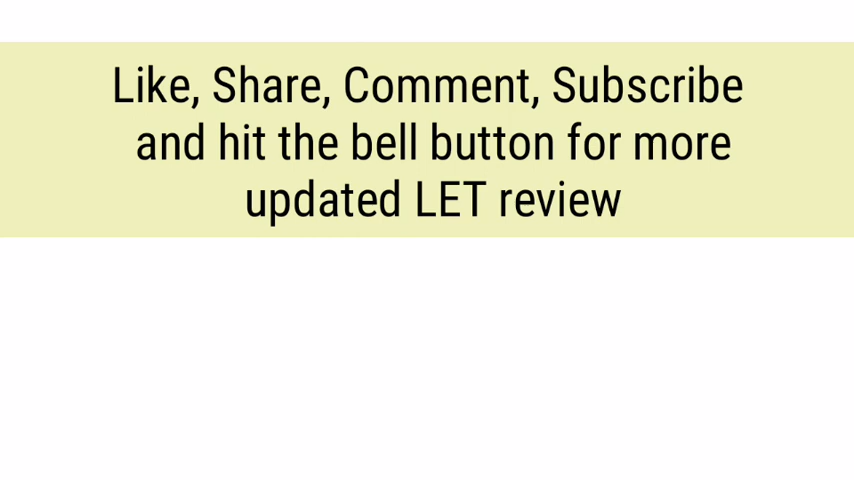 Like, Share, Comment, Subscribe
and hit the bell button for more
updated LET review